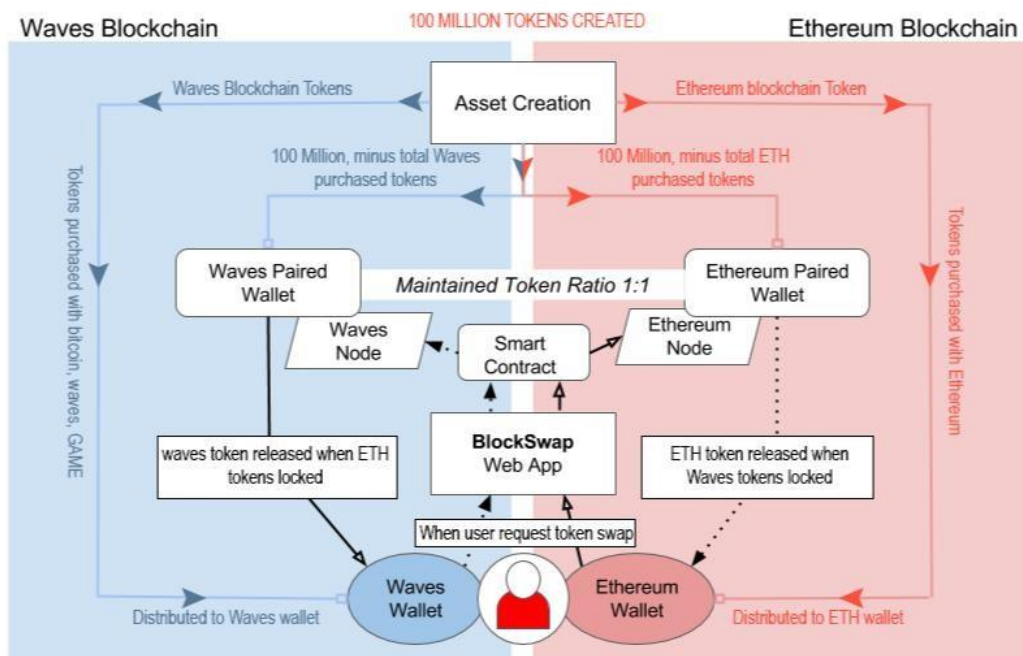 100 MILLION TOKENS CREATED
Waves Blockchain
Ethereum Blockchain
Waves Blockchain Tokens
Asset Creation
Ethereum blockchain Token
100 Million, minus total Waves
purchased tokens
100 Million, minus total ETH
purchased tokens
Tokens purchased with bitcoin, waves, GAME
Tokens purchased with Ethereum
Waves Paired
Wallet
Maintained Token Ratio 1:1
Ethereum Paired
Wallet
Waves
Node
Smart
Contract
Ethereum
Node
BlockSwap
Web App
waves token released when ETH
tokens locked
ETH token released when
Waves tokens locked
When user request token swap
Waves
Wallet
Ethereum
Wallet
Distributed to Waves wallet
Distributed to ETH wallet